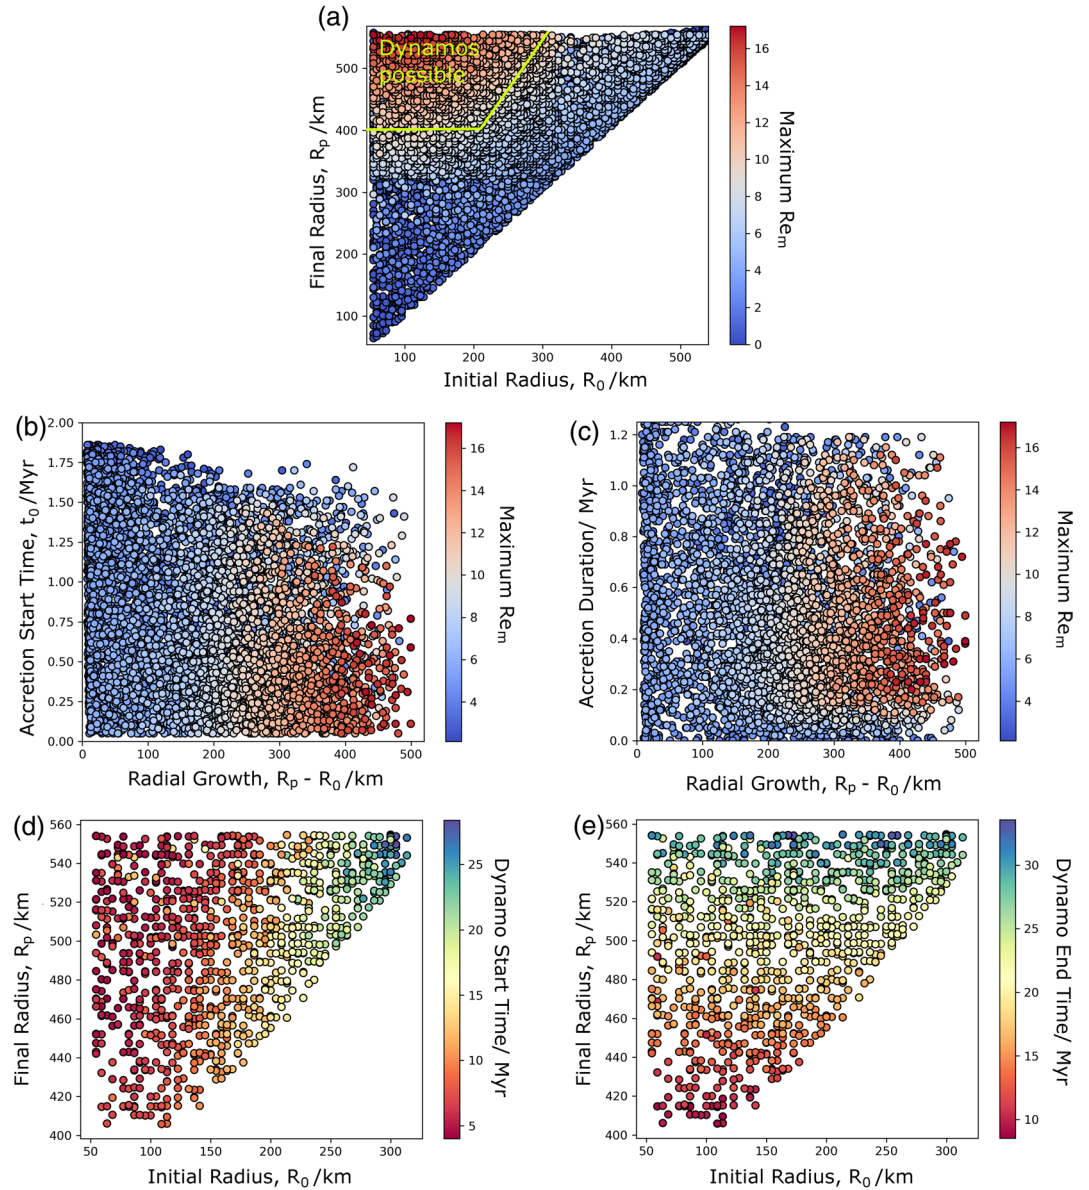 (a)
Dynamos
possible
500
400
300
200
100
100 200 300 400 500
Final Radius, Rp /km
Initial Radius, R0 /km
16
14
12
10
8
6
4
2
0
Maximum Rem
(b)
2.00
1.75
1.50
1.25
1.00
0.75
0.50
0.25
0.00
0 100 200 300 400 500
Accretion Start Time, t0 /Myr
Radial Growth, Rp - R0 /km
16
14
12
10
8
6
4
Maximum Rem
(c)
1.2
1.0
0.8
0.6
0.4
0.2
0.0
0 100 200 300 400 500
Accretion Duration/ Myr
Radial Growth, Rp - R0 /km
16
14
12
10
8
6
4
Maximum Rem
(d)
560
540
520
500
480
460
440
420
400
50 100 150 200 250 300
Final Radius, Rp /km
Initial Radius, R0 /km
25
20
15
10
5
Dynamo Start Time/ Myr
(e)
560
540
520
500
480
460
440
420
400
50 100 150 200 250 300
Final Radius, Rp /km
Initial Radius, R0 /km
30
25
20
15
10
Dynamo End Time/ Myr